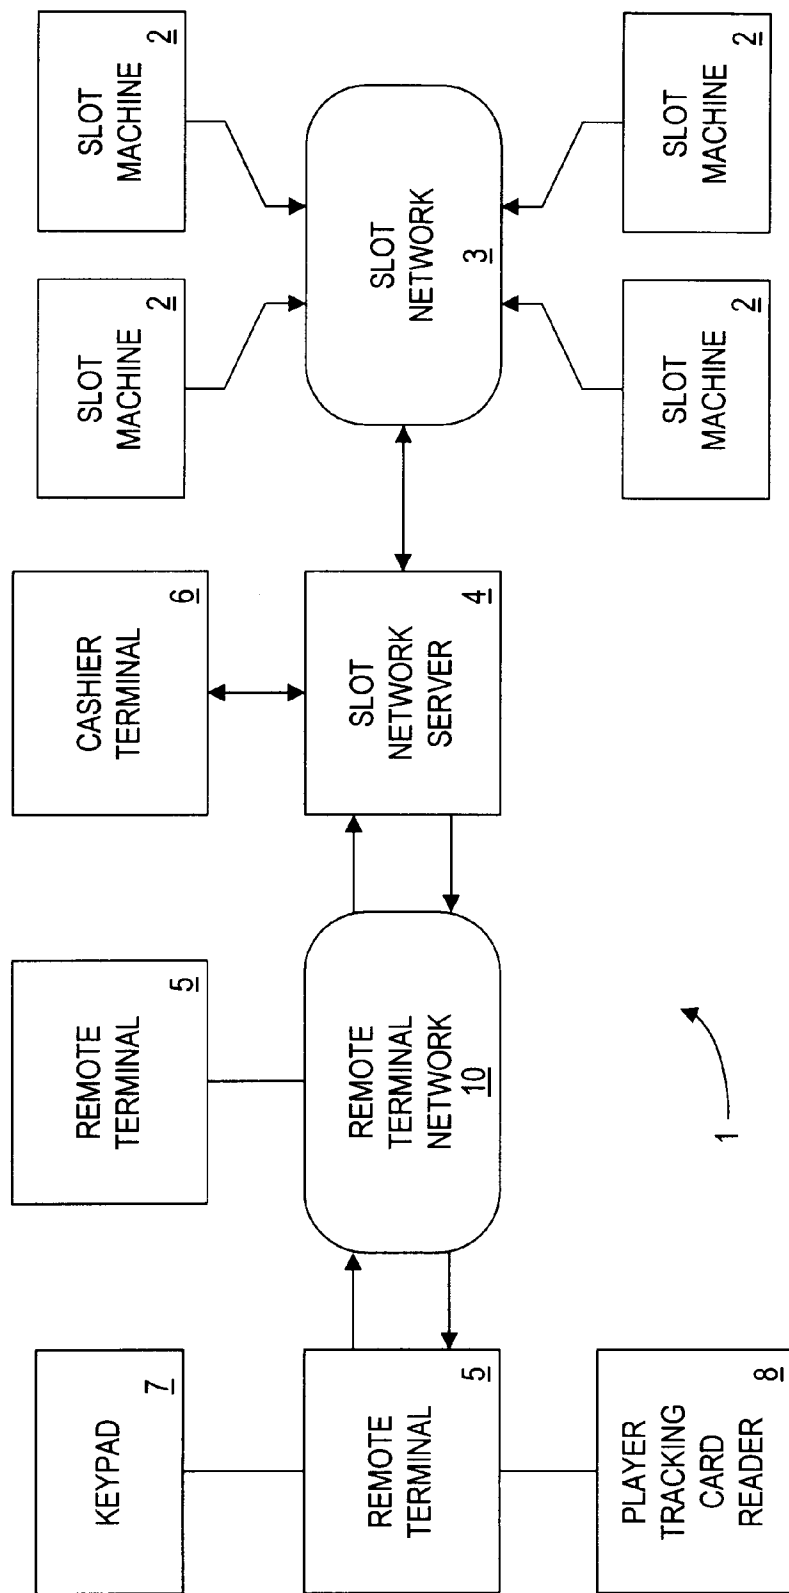 KEYPAD
7
REMOTE
TERMINAL
5
PLAYER
TRACKING
CARD
READER
8
REMOTE
TERMINAL
5
REMOTE
TERMINAL
NETWORK
10
1
CASHIER
TERMINAL
6
SLOT
NETWORK
SERVER
4
SLOT
MACHINE
2
SLOT
MACHINE
2
SLOT
NETWORK
3
SLOT
MACHINE
2
SLOT
MACHINE
2